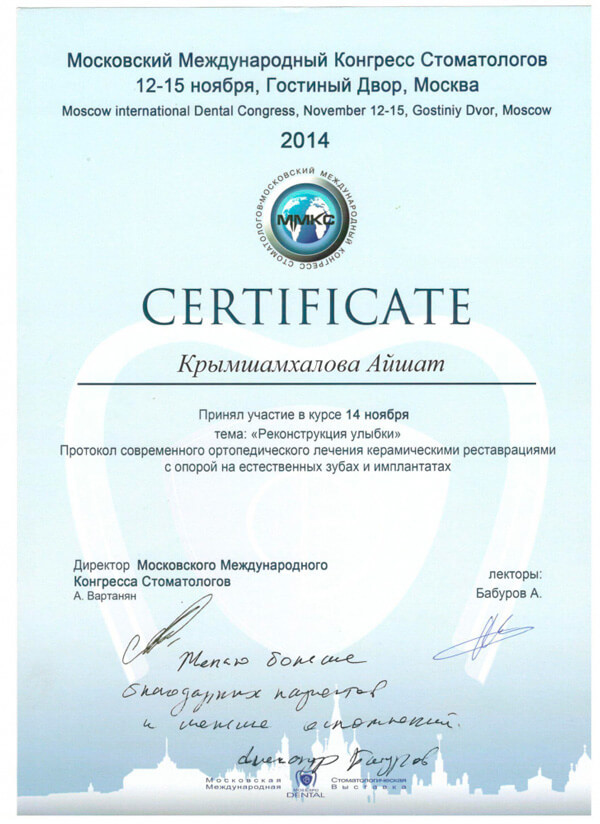 Московский Международный Конгресс Стоматологов
12-15 ноября, Гостиный Двор, Москва
Moscow international Dental Congress, November 12-15, Gostiniy Dvor, Moscow
2014
МОСКОВСКИЙ МЕЖДУНАРОДНЫЙ КОНГРЕСС СТОМАТОЛОГОВ
ММКС
CERTIFICATE
Крымшамхалова Айшат
Принял участие в курсе 14 ноября
тема: «Реконструкция улыбки»
Протокол современного ортопедического лечения керамическими реставрациями
с опорой на естественных зубах и имплантатах
Директор Московского Международного
Конгресса Стоматологов
А. Вартанян
лекторы:
Бабуров А.
Желаю больше
благодарных пациентов
и меньше осложнений.
Александр Бабуров
Московская Международная
Стоматологическая Выставка
DENTAL